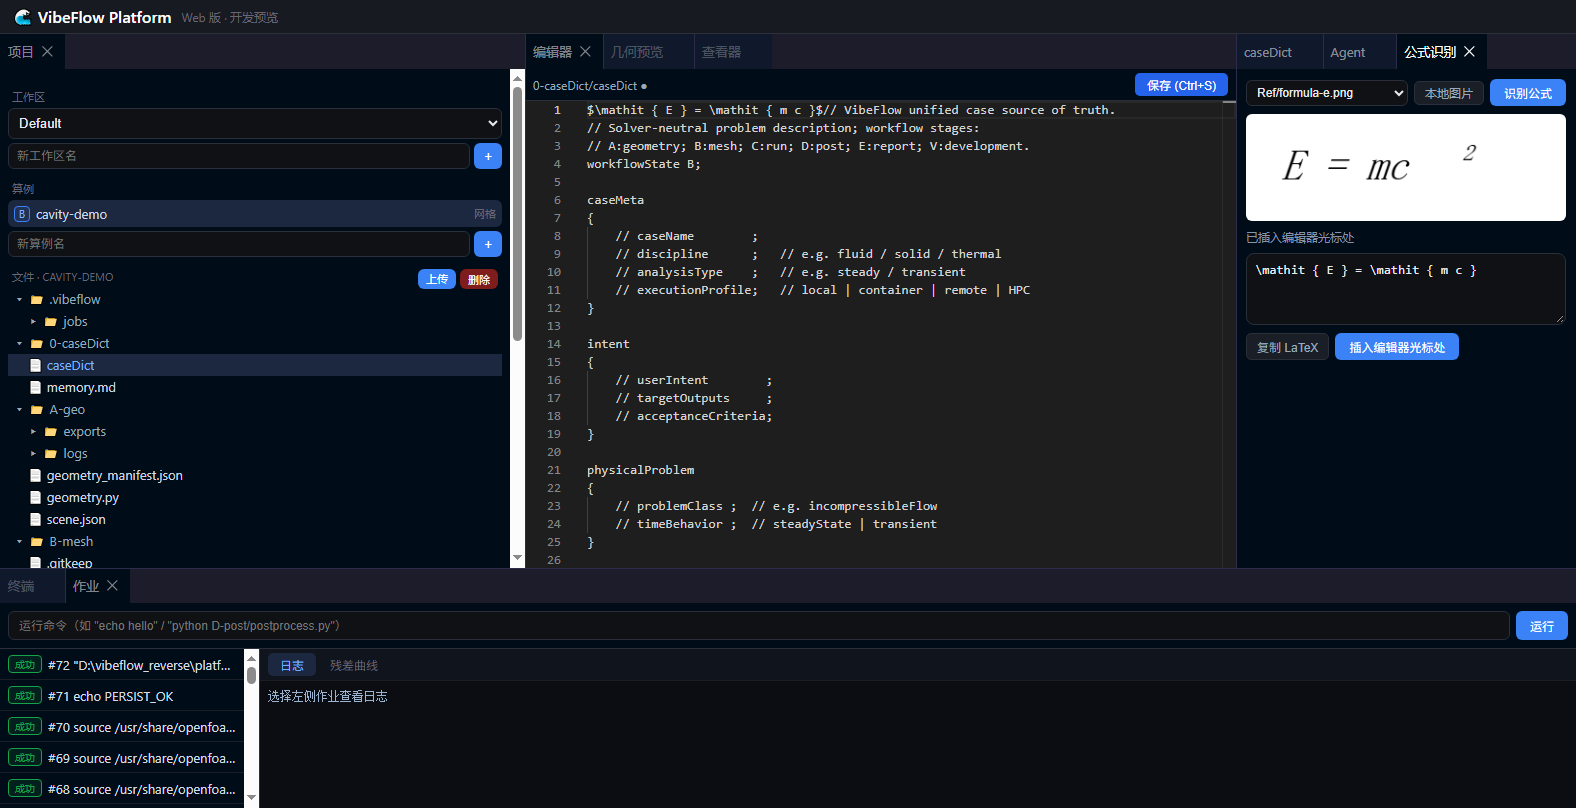 VibeFlow Platform Web 版 · 开发预览
项目
工作区
Default
新工作区名
+
算例
B cavity-demo 网格
新算例名
+
文件 · CAVITY-DEMO 上传 删除
.vibeflow
jobs
0-caseDict
caseDict
memory.md
A-geo
exports
logs
geometry_manifest.json
geometry.py
scene.json
B-mesh
.gitkeep
编辑器 几何预览 查看器
0-caseDict/caseDict ● 保存 (Ctrl+S)
1 $\mathit { E } = \mathit { m c }$// VibeFlow unified case source of truth.
2 // Solver-neutral problem description; workflow stages:
3 // A:geometry; B:mesh; C:run; D:post; E:report; V:development.
4 workflowState B;
5
6 caseMeta
7 {
8 // caseName ;
9 // discipline ; // e.g. fluid / solid / thermal
10 // analysisType ; // e.g. steady / transient
11 // executionProfile; // local | container | remote | HPC
12 }
13
14 intent
15 {
16 // userIntent ;
17 // targetOutputs ;
18 // acceptanceCriteria;
19 }
20
21 physicalProblem
22 {
23 // problemClass ; // e.g. incompressibleFlow
24 // timeBehavior ; // steadyState | transient
25 }
26
caseDict Agent 公式识别
Ref/formula-e.png 本地图片 识别公式
E = mc 2
已插入编辑器光标处
\mathit { E } = \mathit { m c }
复制 LaTeX 插入编辑器光标处
终端 作业
运行命令（如 "echo hello" / "python D-post/postprocess.py"） 运行
成功 #72 "D:\vibeflow_reverse\platf...
成功 #71 echo PERSIST_OK
成功 #70 source /usr/share/openfoa...
成功 #69 source /usr/share/openfoa...
成功 #68 source /usr/share/openfoa...
日志 残差曲线
选择左侧作业查看日志